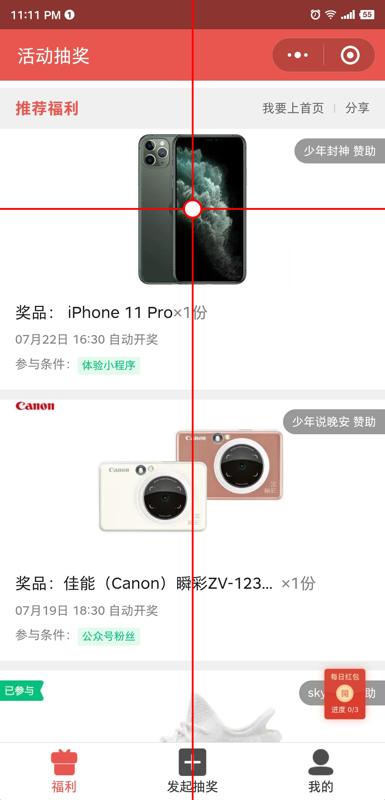 11:11 PM
55
活动抽奖
推荐福利
我要上首页 | 分享
少年封神 赞助
奖品： iPhone 11 Pro×1份
07月22日 16:30 自动开奖
参与条件： 体验小程序
Canon
少年说晚安 赞助
Canon
Canon
奖品：佳能（Canon）瞬彩ZV-123... ×1份
07月19日 18:30 自动开奖
参与条件： 公众号粉丝
已参与
sky
助
每日红包
进度 0/3
福利
发起抽奖
我的